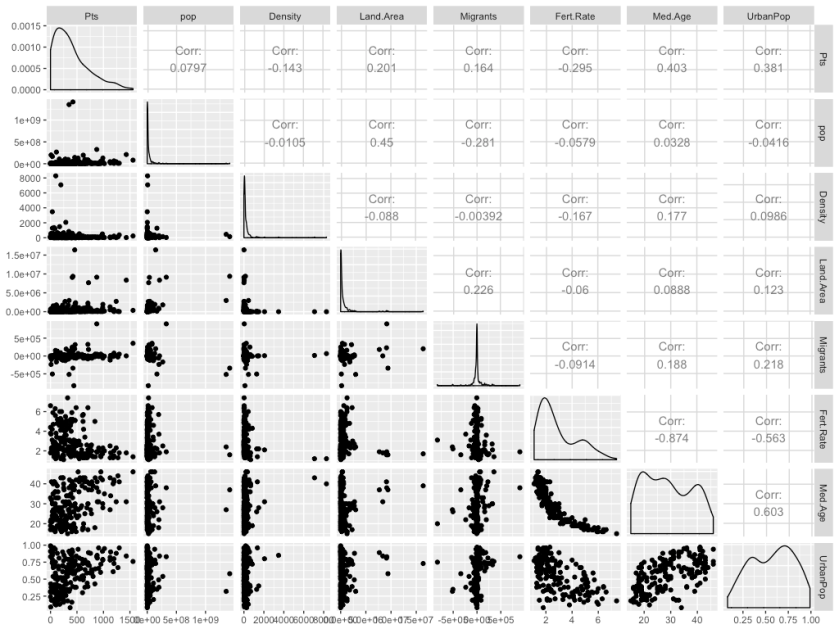 Pts pop Density Land.Area Migrants Fert.Rate Med.Age UrbanPop
0.0015
0.0010
0.0005
0.0000
Corr:
0.0797
Corr:
-0.143
Corr:
0.201
Corr:
0.164
Corr:
-0.295
Corr:
0.403
Corr:
0.381
Pts
1e+09
5e+08
0e+00
Corr:
-0.0105
Corr:
0.45
Corr:
-0.281
Corr:
-0.0579
Corr:
0.0328
Corr:
-0.0416
pop
8000
6000
4000
2000
0
Corr:
-0.088
Corr:
-0.00392
Corr:
-0.167
Corr:
0.177
Corr:
0.0986
Density
1.5e+07
1.0e+07
5.0e+06
0.0e+00
Corr:
0.226
Corr:
-0.06
Corr:
0.0888
Corr:
0.123
Land.Area
5e+05
0e+00
-5e+05
Corr:
-0.0914
Corr:
0.188
Corr:
0.218
Migrants
6
4
2
Corr:
-0.874
Corr:
-0.563
Fert.Rate
40
30
20
Corr:
0.603
Med.Age
1.00
0.75
0.50
0.25
UrbanPop
0 500 1000 1500 5e+08 1e+09 0 2000 4000 6000 -5e+05 5e+05 2 4 6 20 30 40 0.25 0.50 0.75 1.00